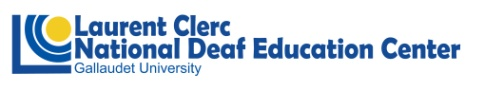 Laurent Clerc
National Deaf Education Center
Gallaudet University